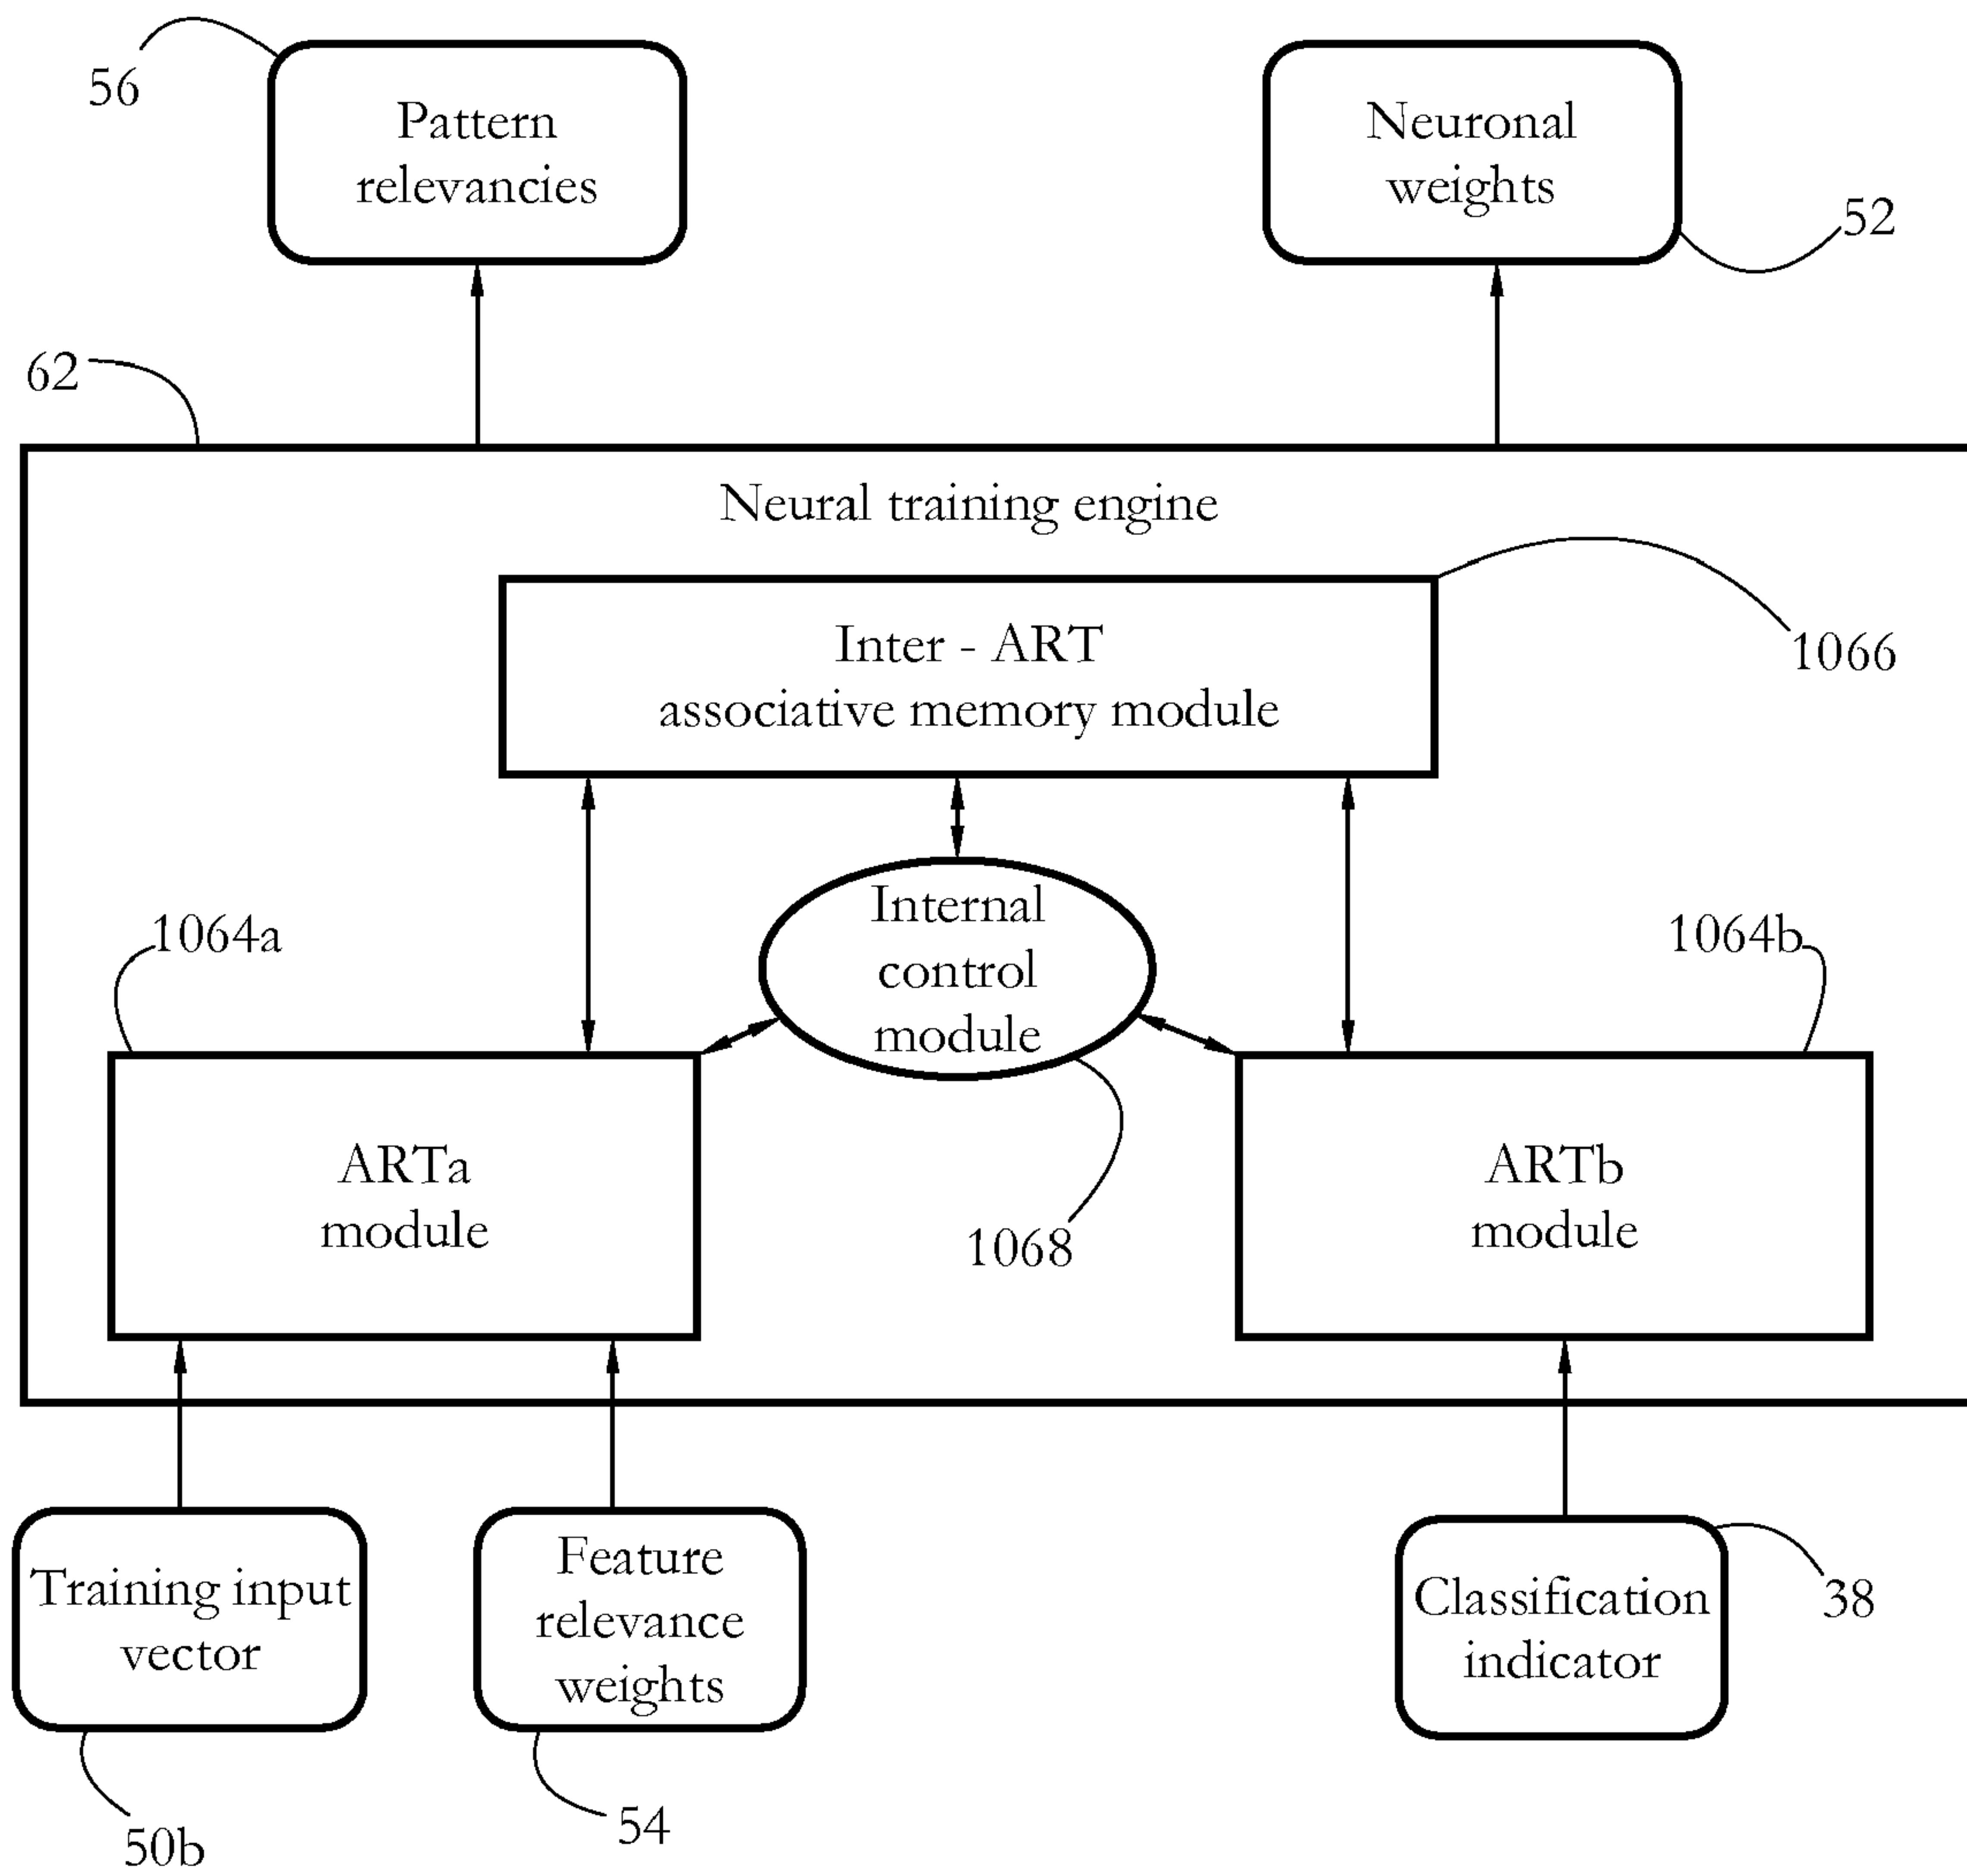 56
Pattern
relevancies
Neuronal
weights
52
62
Neural training engine
Inter - ART
associative memory module
1066
Internal
control
module
1064a
1064b
ARTa
module
1068
ARTb
module
Training input
vector
Feature
relevance
weights
Classification
indicator
38
50b
54